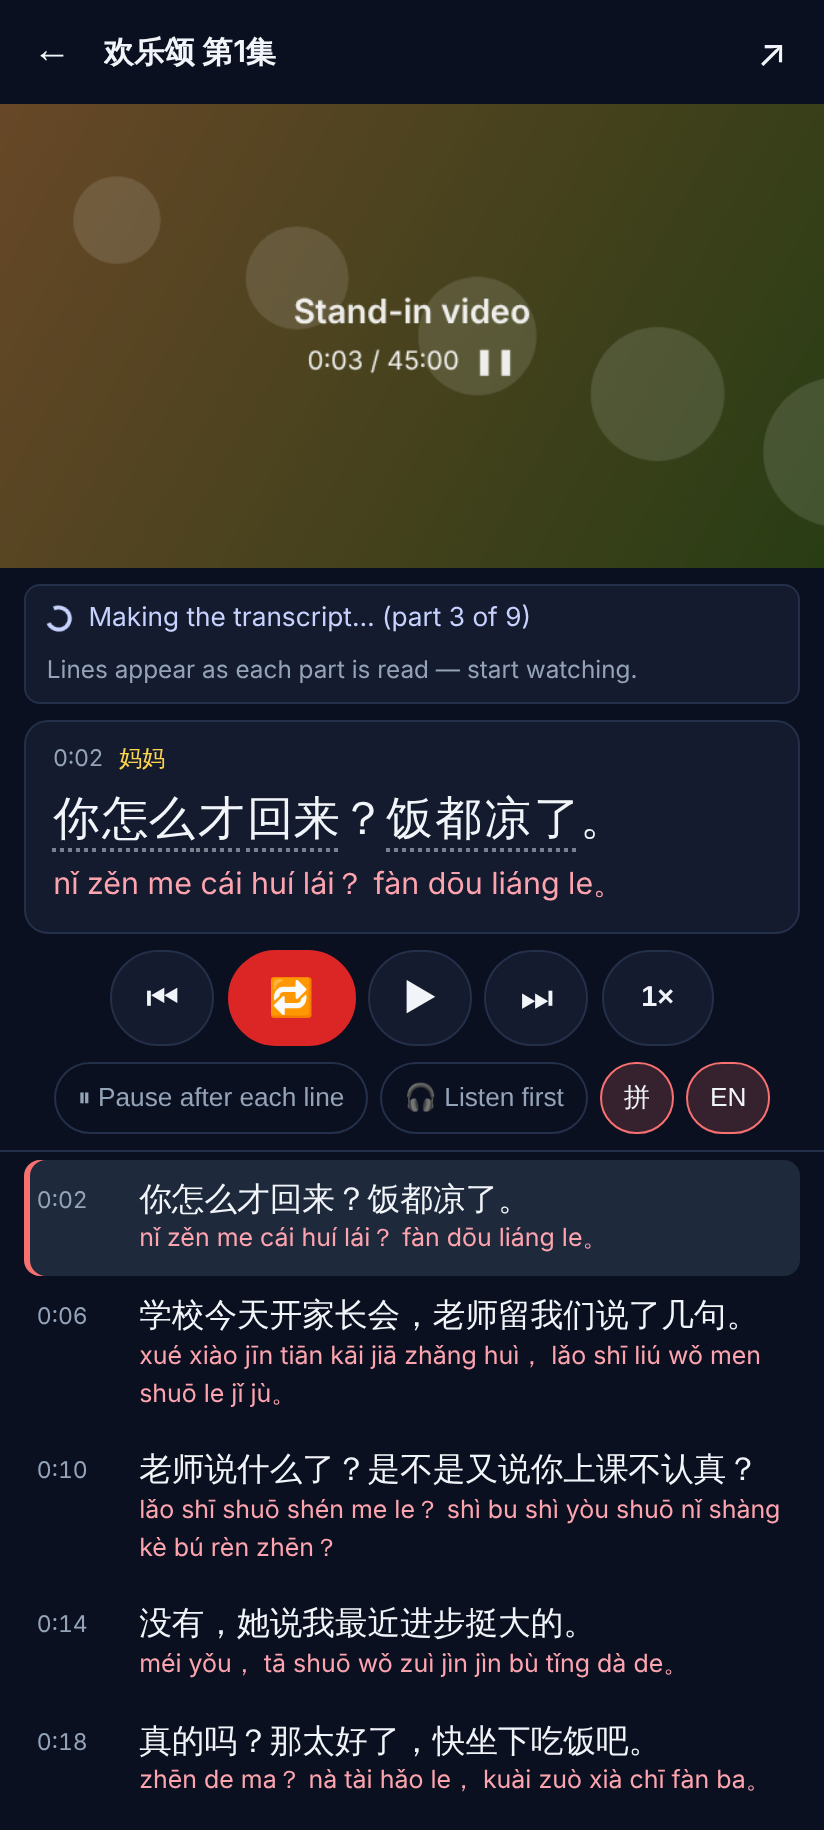 ← 欢乐颂 第1集 ↗
Stand-in video
0:03 / 45:00 ❚❚
Making the transcript... (part 3 of 9)
Lines appear as each part is read — start watching.
0:02 妈妈
你怎么才回来？饭都凉了。
nǐ zěn me cái huí lái？ fàn dōu liáng le。
⏮ 🔁 ▶ ⏭ 1×
⏸ Pause after each line 🎧 Listen first 拼 EN
0:02 你怎么才回来？饭都凉了。
nǐ zěn me cái huí lái？ fàn dōu liáng le。
0:06 学校今天开家长会，老师留我们说了几句。
xué xiào jīn tiān kāi jiā zhǎng huì， lǎo shī liú wǒ men
shuō le jǐ jù。
0:10 老师说什么了？是不是又说你上课不认真？
lǎo shī shuō shén me le？ shì bu shì yòu shuō nǐ shàng
kè bú rèn zhēn？
0:14 没有，她说我最近进步挺大的。
méi yǒu， tā shuō wǒ zuì jìn jìn bù tǐng dà de。
0:18 真的吗？那太好了，快坐下吃饭吧。
zhēn de ma？ nà tài hǎo le， kuài zuò xià chī fàn ba。